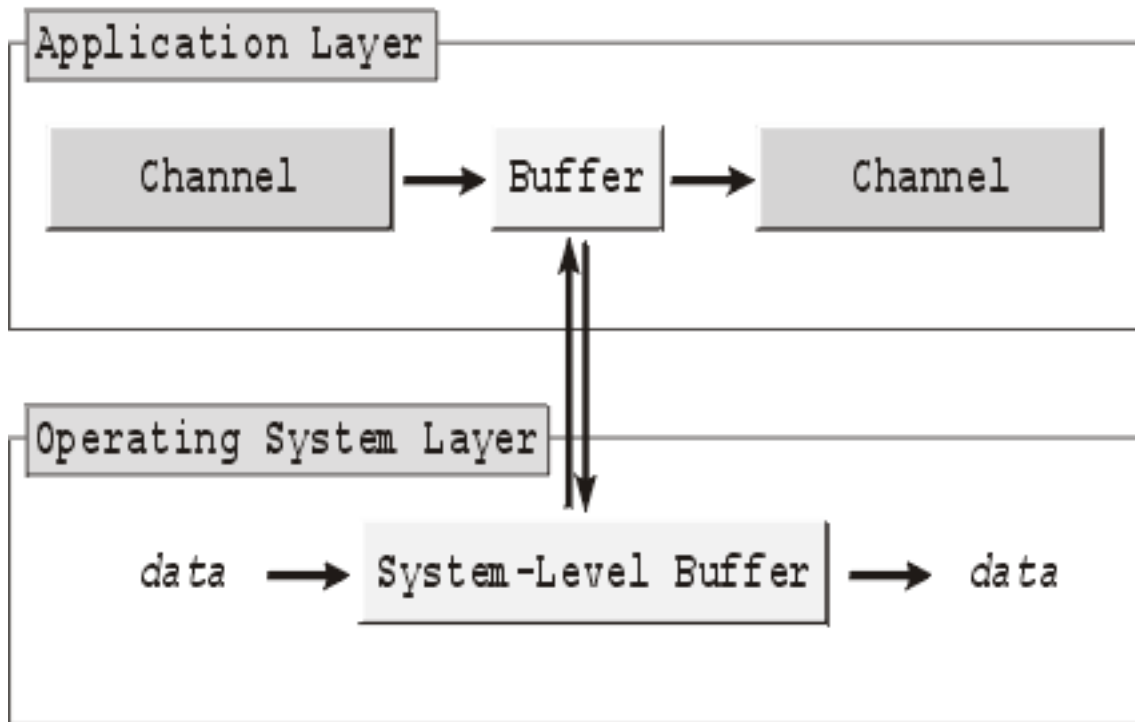 Application Layer
Channel
Buffer
Channel
Operating System Layer
data
System-Level Buffer
data